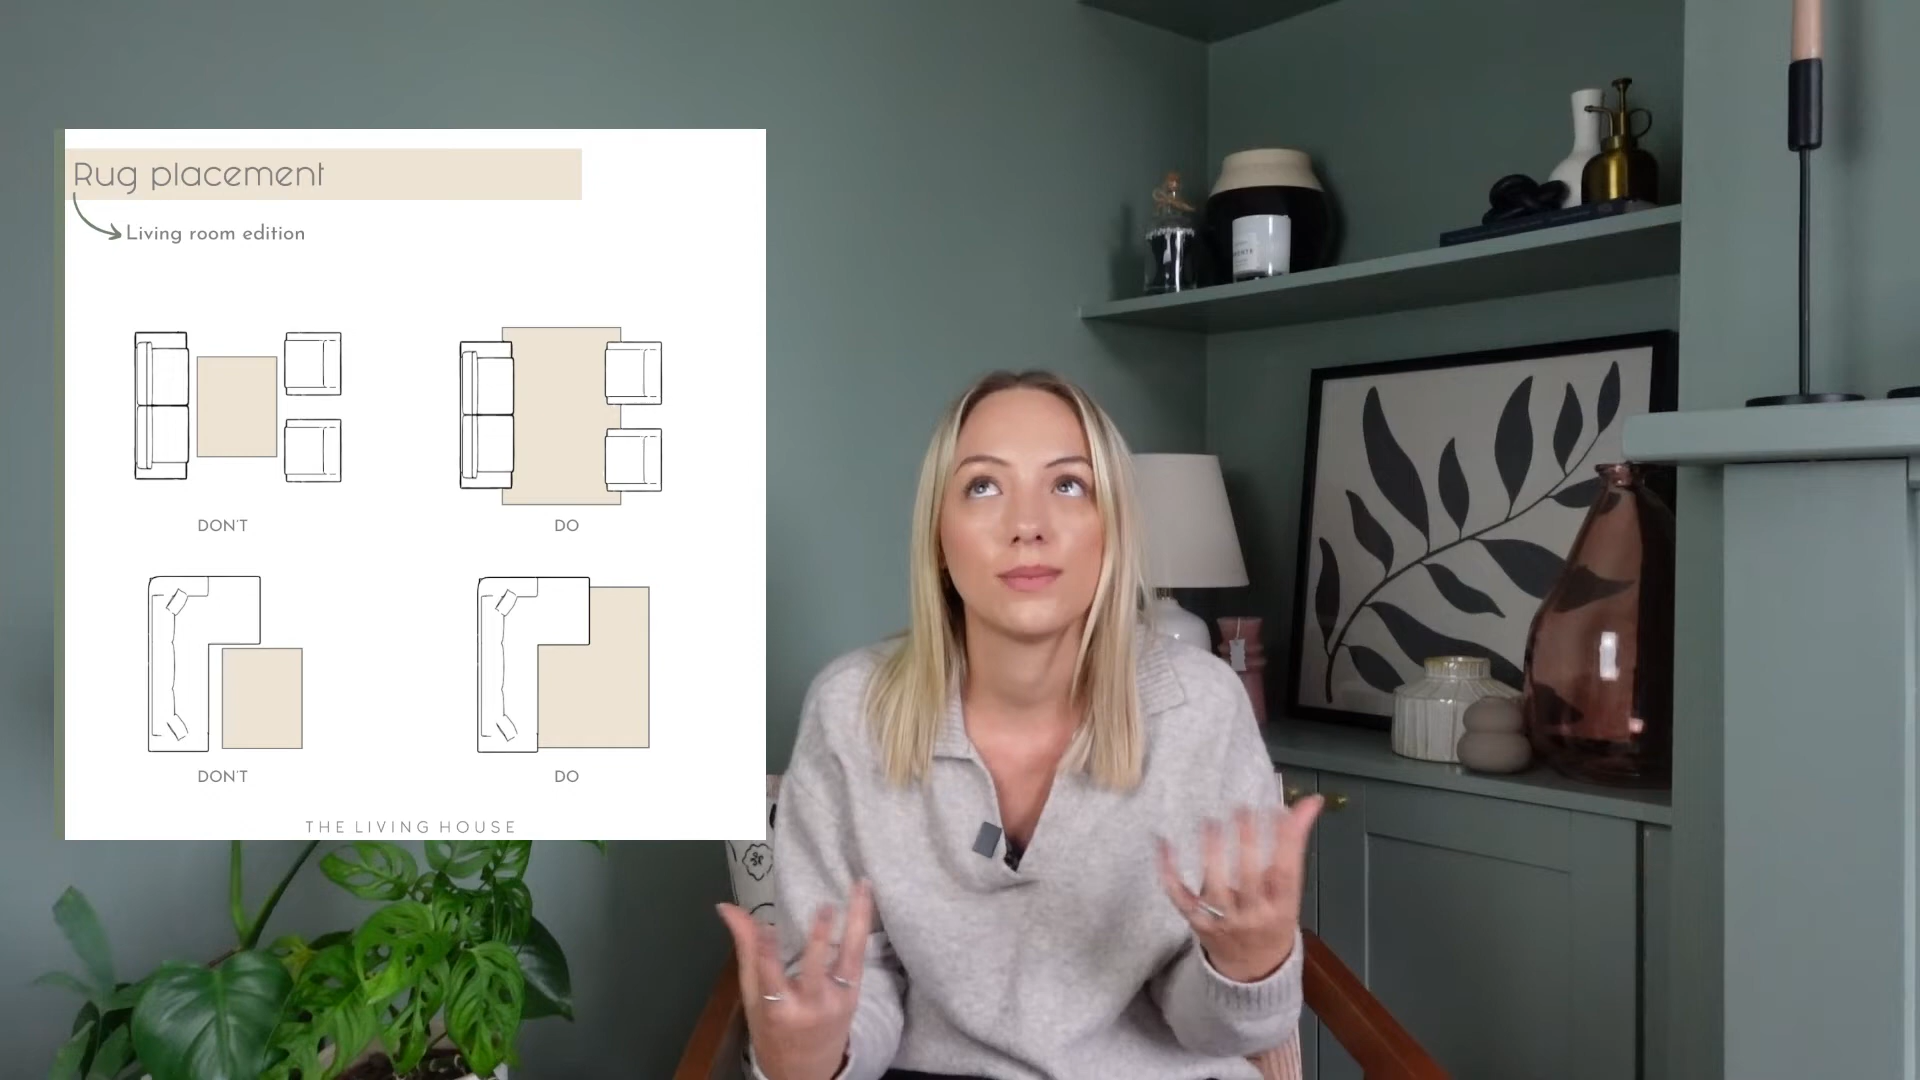 Rug placement
Living room edition
DON'T
DO
DON'T
DO
THE LIVING HOUSE